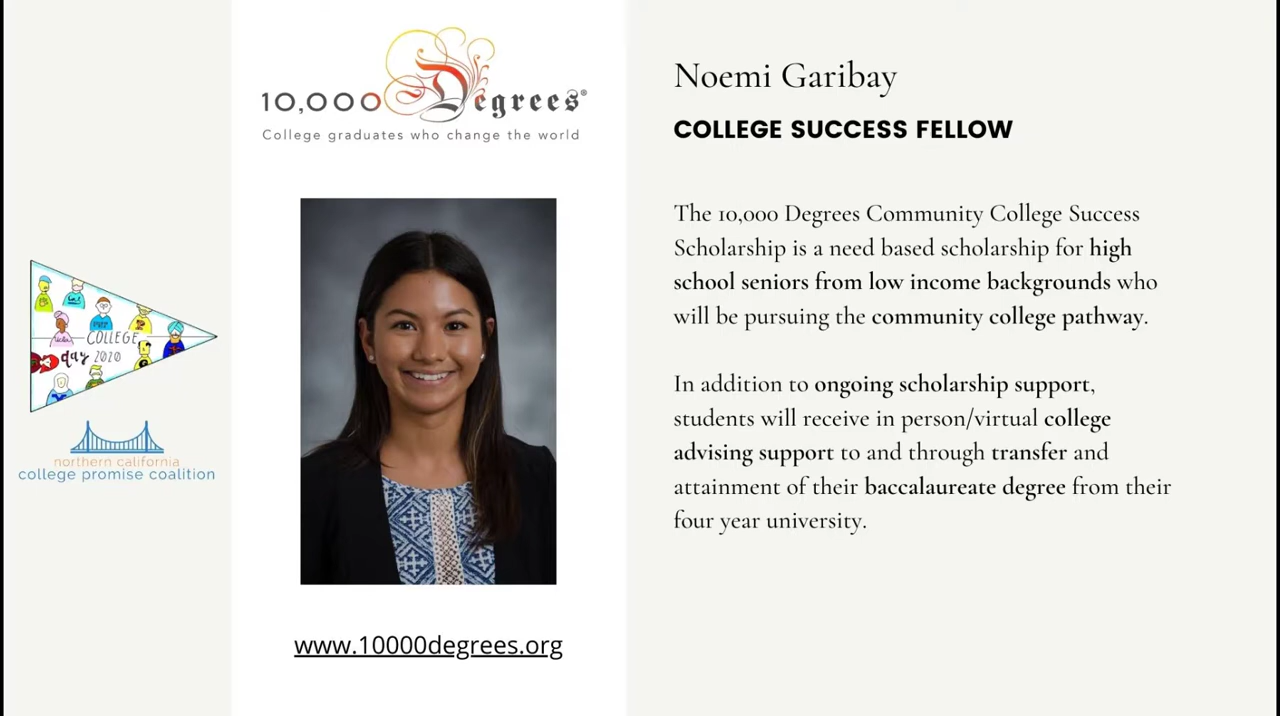 10,000 Degrees®
College graduates who change the world
COLLEGE
day 2020
northern california
college promise coalition
www.10000degrees.org
Noemi Garibay
COLLEGE SUCCESS FELLOW
The 10,000 Degrees Community College Success
Scholarship is a need based scholarship for high
school seniors from low income backgrounds who
will be pursuing the community college pathway.
In addition to ongoing scholarship support,
students will receive in person/virtual college
advising support to and through transfer and
attainment of their baccalaureate degree from their
four year university.